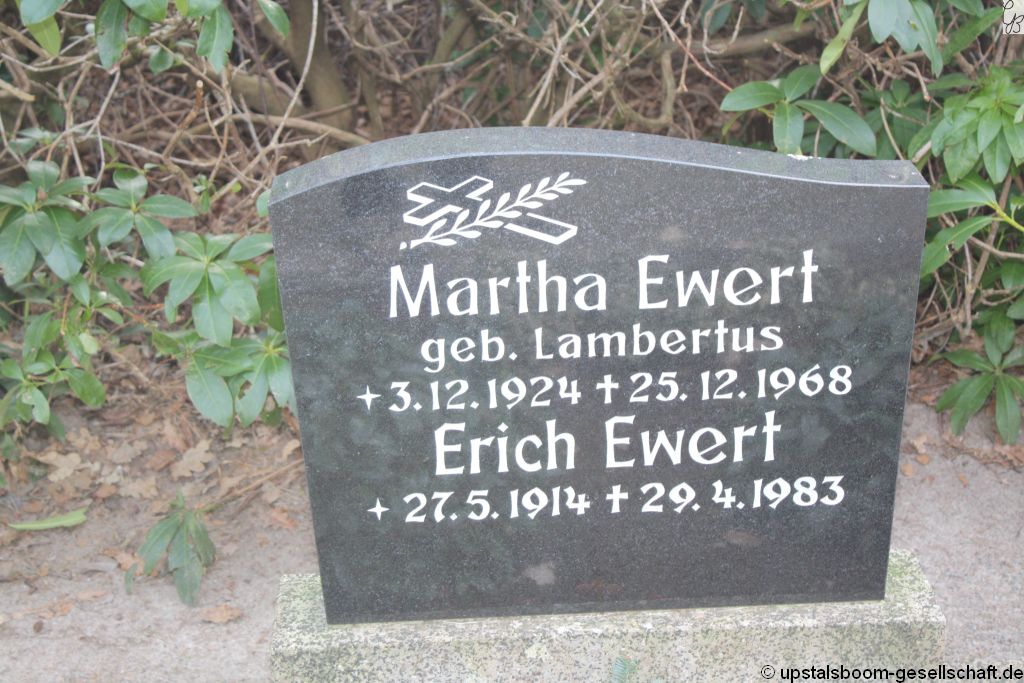 Martha Ewert
geb. Lambertus
✦ 3.12.1924 ✝ 25.12.1968
Erich Ewert
✦ 27.5.1914 ✝ 29.4.1983
© upstalsboom-gesellschaft.de